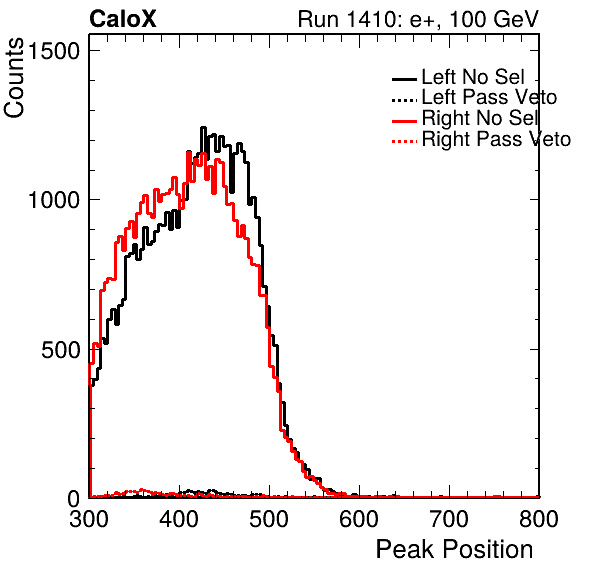 CaloX Run 1410: e+, 100 GeV
Counts
1500
1000
500
0
Left No Sel
Left Pass Veto
Right No Sel
Right Pass Veto
300 400 500 600 700 800
Peak Position